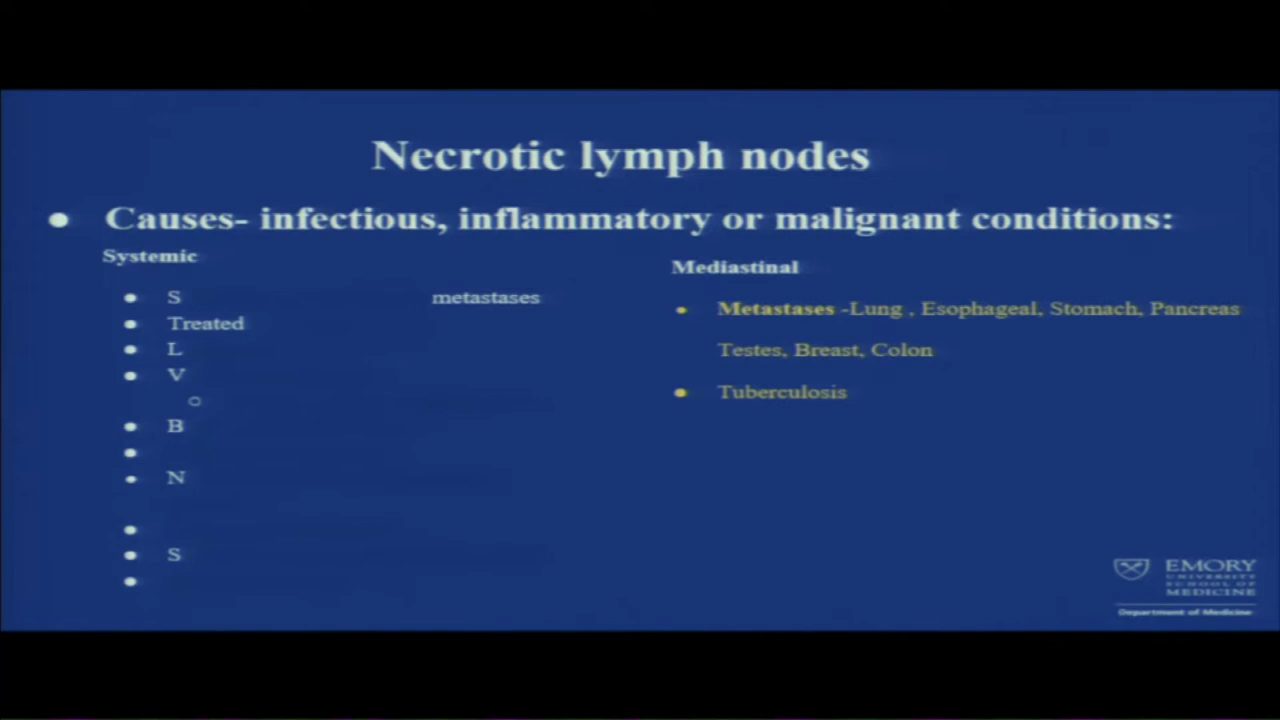 Necrotic lymph nodes
● Causes- infectious, inflammatory or malignant conditions:
Systemic
● S metastases
● Treated
● L
● V
○
● B
●
● N
●
● S
●
Mediastinal
● Metastases -Lung , Esophageal, Stomach, Pancreas
Testes, Breast, Colon
● Tuberculosis
EMORY
UNIVERSITY
SCHOOL OF
MEDICINE
Department of Medicine